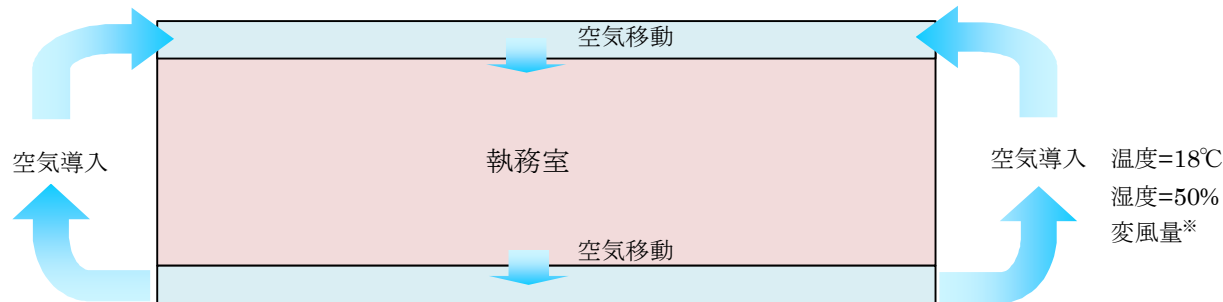 空気移動
空気導入
執務室
空気導入
温度=18℃
湿度=50%
変風量※
空気移動